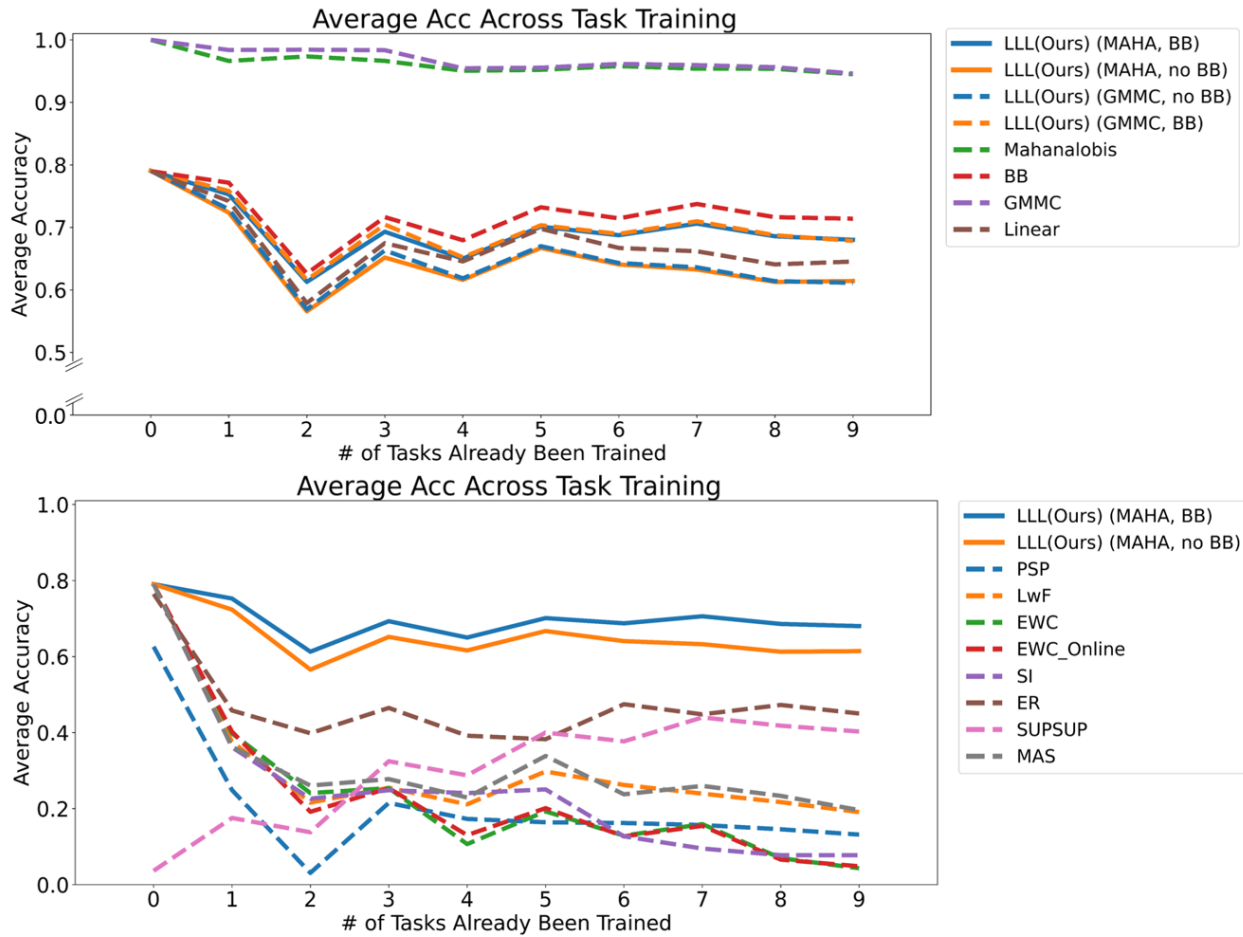 Average Acc Across Task Training
1.0
0.9
0.8
0.7
0.6
0.5
0.0
Average Accuracy
0 1 2 3 4 5 6 7 8 9
# of Tasks Already Been Trained
LLL(Ours) (MAHA, BB)
LLL(Ours) (MAHA, no BB)
LLL(Ours) (GMMC, no BB)
LLL(Ours) (GMMC, BB)
Mahanalobis
BB
GMMC
Linear
Average Acc Across Task Training
1.0
0.8
0.6
0.4
0.2
0.0
Average Accuracy
0 1 2 3 4 5 6 7 8 9
# of Tasks Already Been Trained
LLL(Ours) (MAHA, BB)
LLL(Ours) (MAHA, no BB)
PSP
LwF
EWC
EWC_Online
SI
ER
SUPSUP
MAS